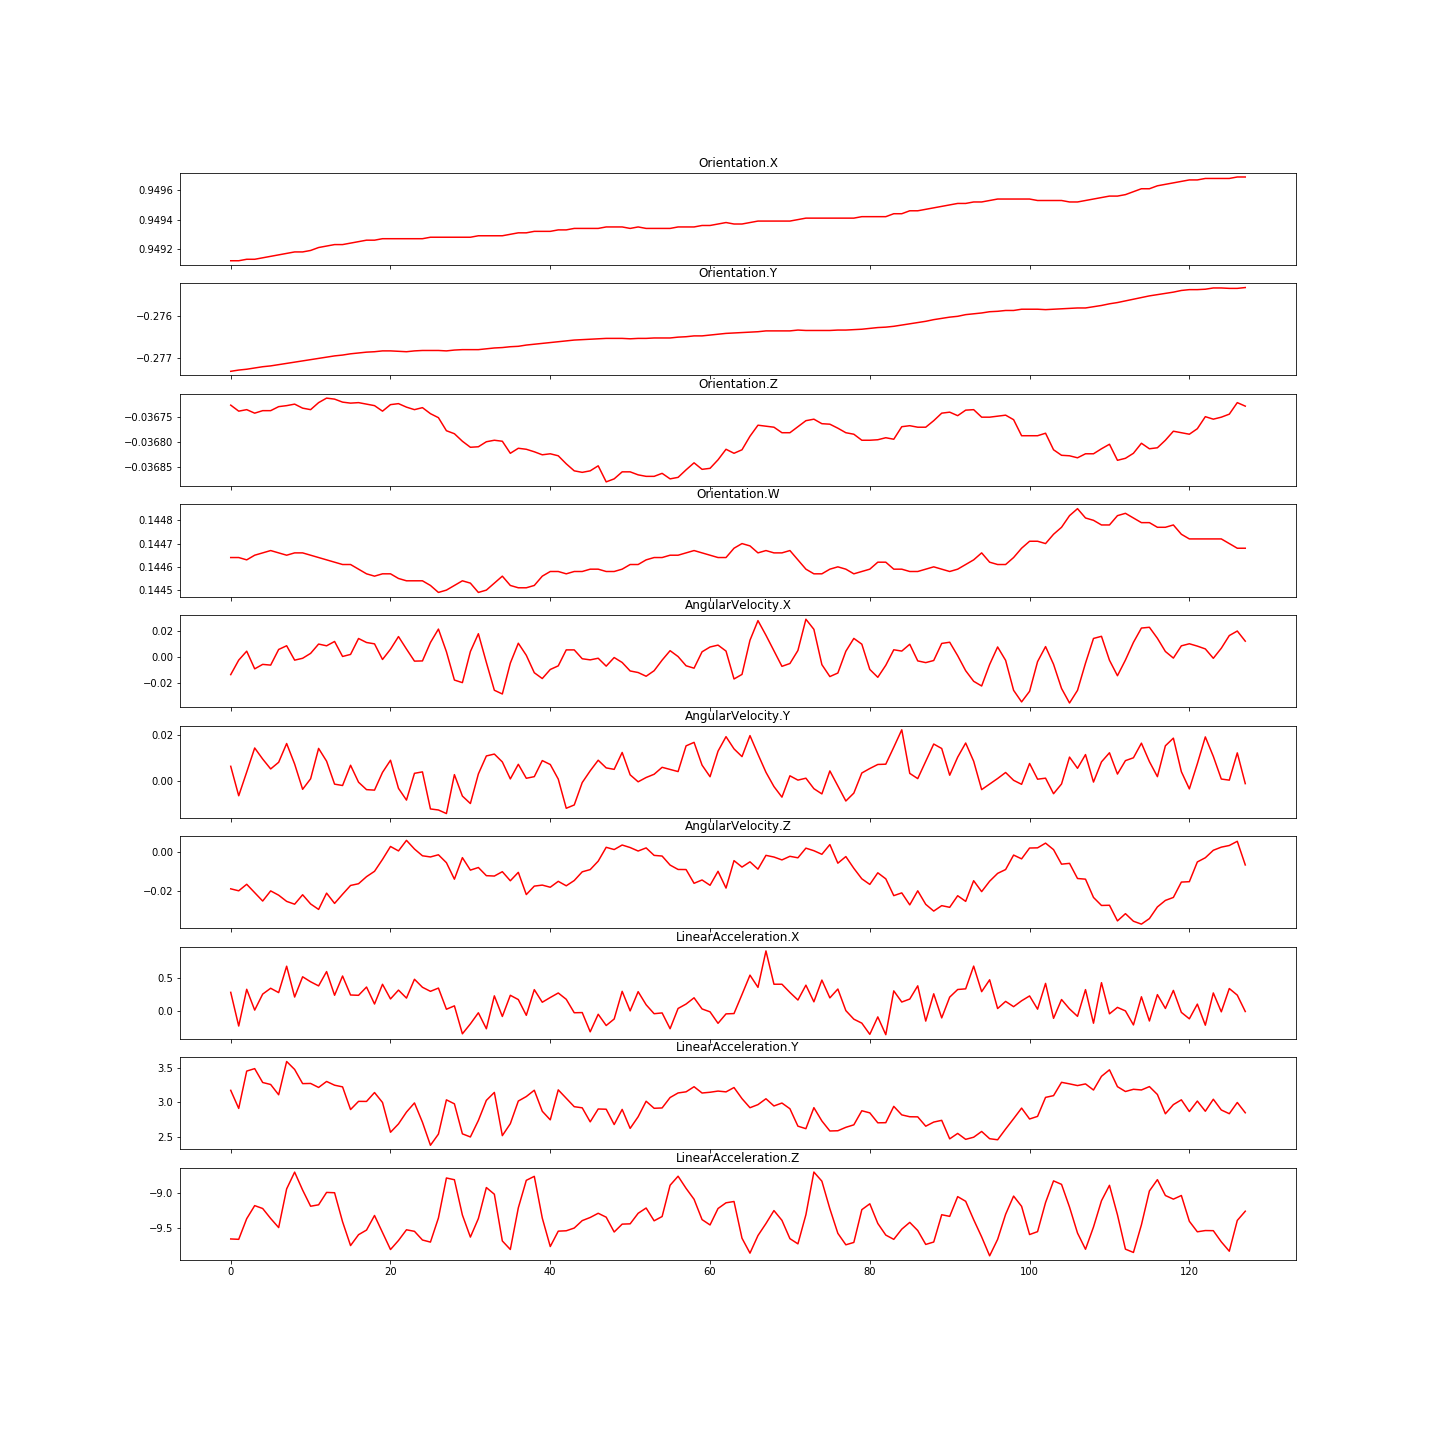 Orientation.X
0.9496
0.9494
0.9492
Orientation.Y
−0.276
−0.277
Orientation.Z
−0.03675
−0.03680
−0.03685
Orientation.W
0.1448
0.1447
0.1446
0.1445
AngularVelocity.X
0.02
0.00
−0.02
AngularVelocity.Y
0.02
0.00
AngularVelocity.Z
0.00
−0.02
LinearAcceleration.X
0.5
0.0
LinearAcceleration.Y
3.5
3.0
2.5
LinearAcceleration.Z
−9.0
−9.5
0 20 40 60 80 100 120